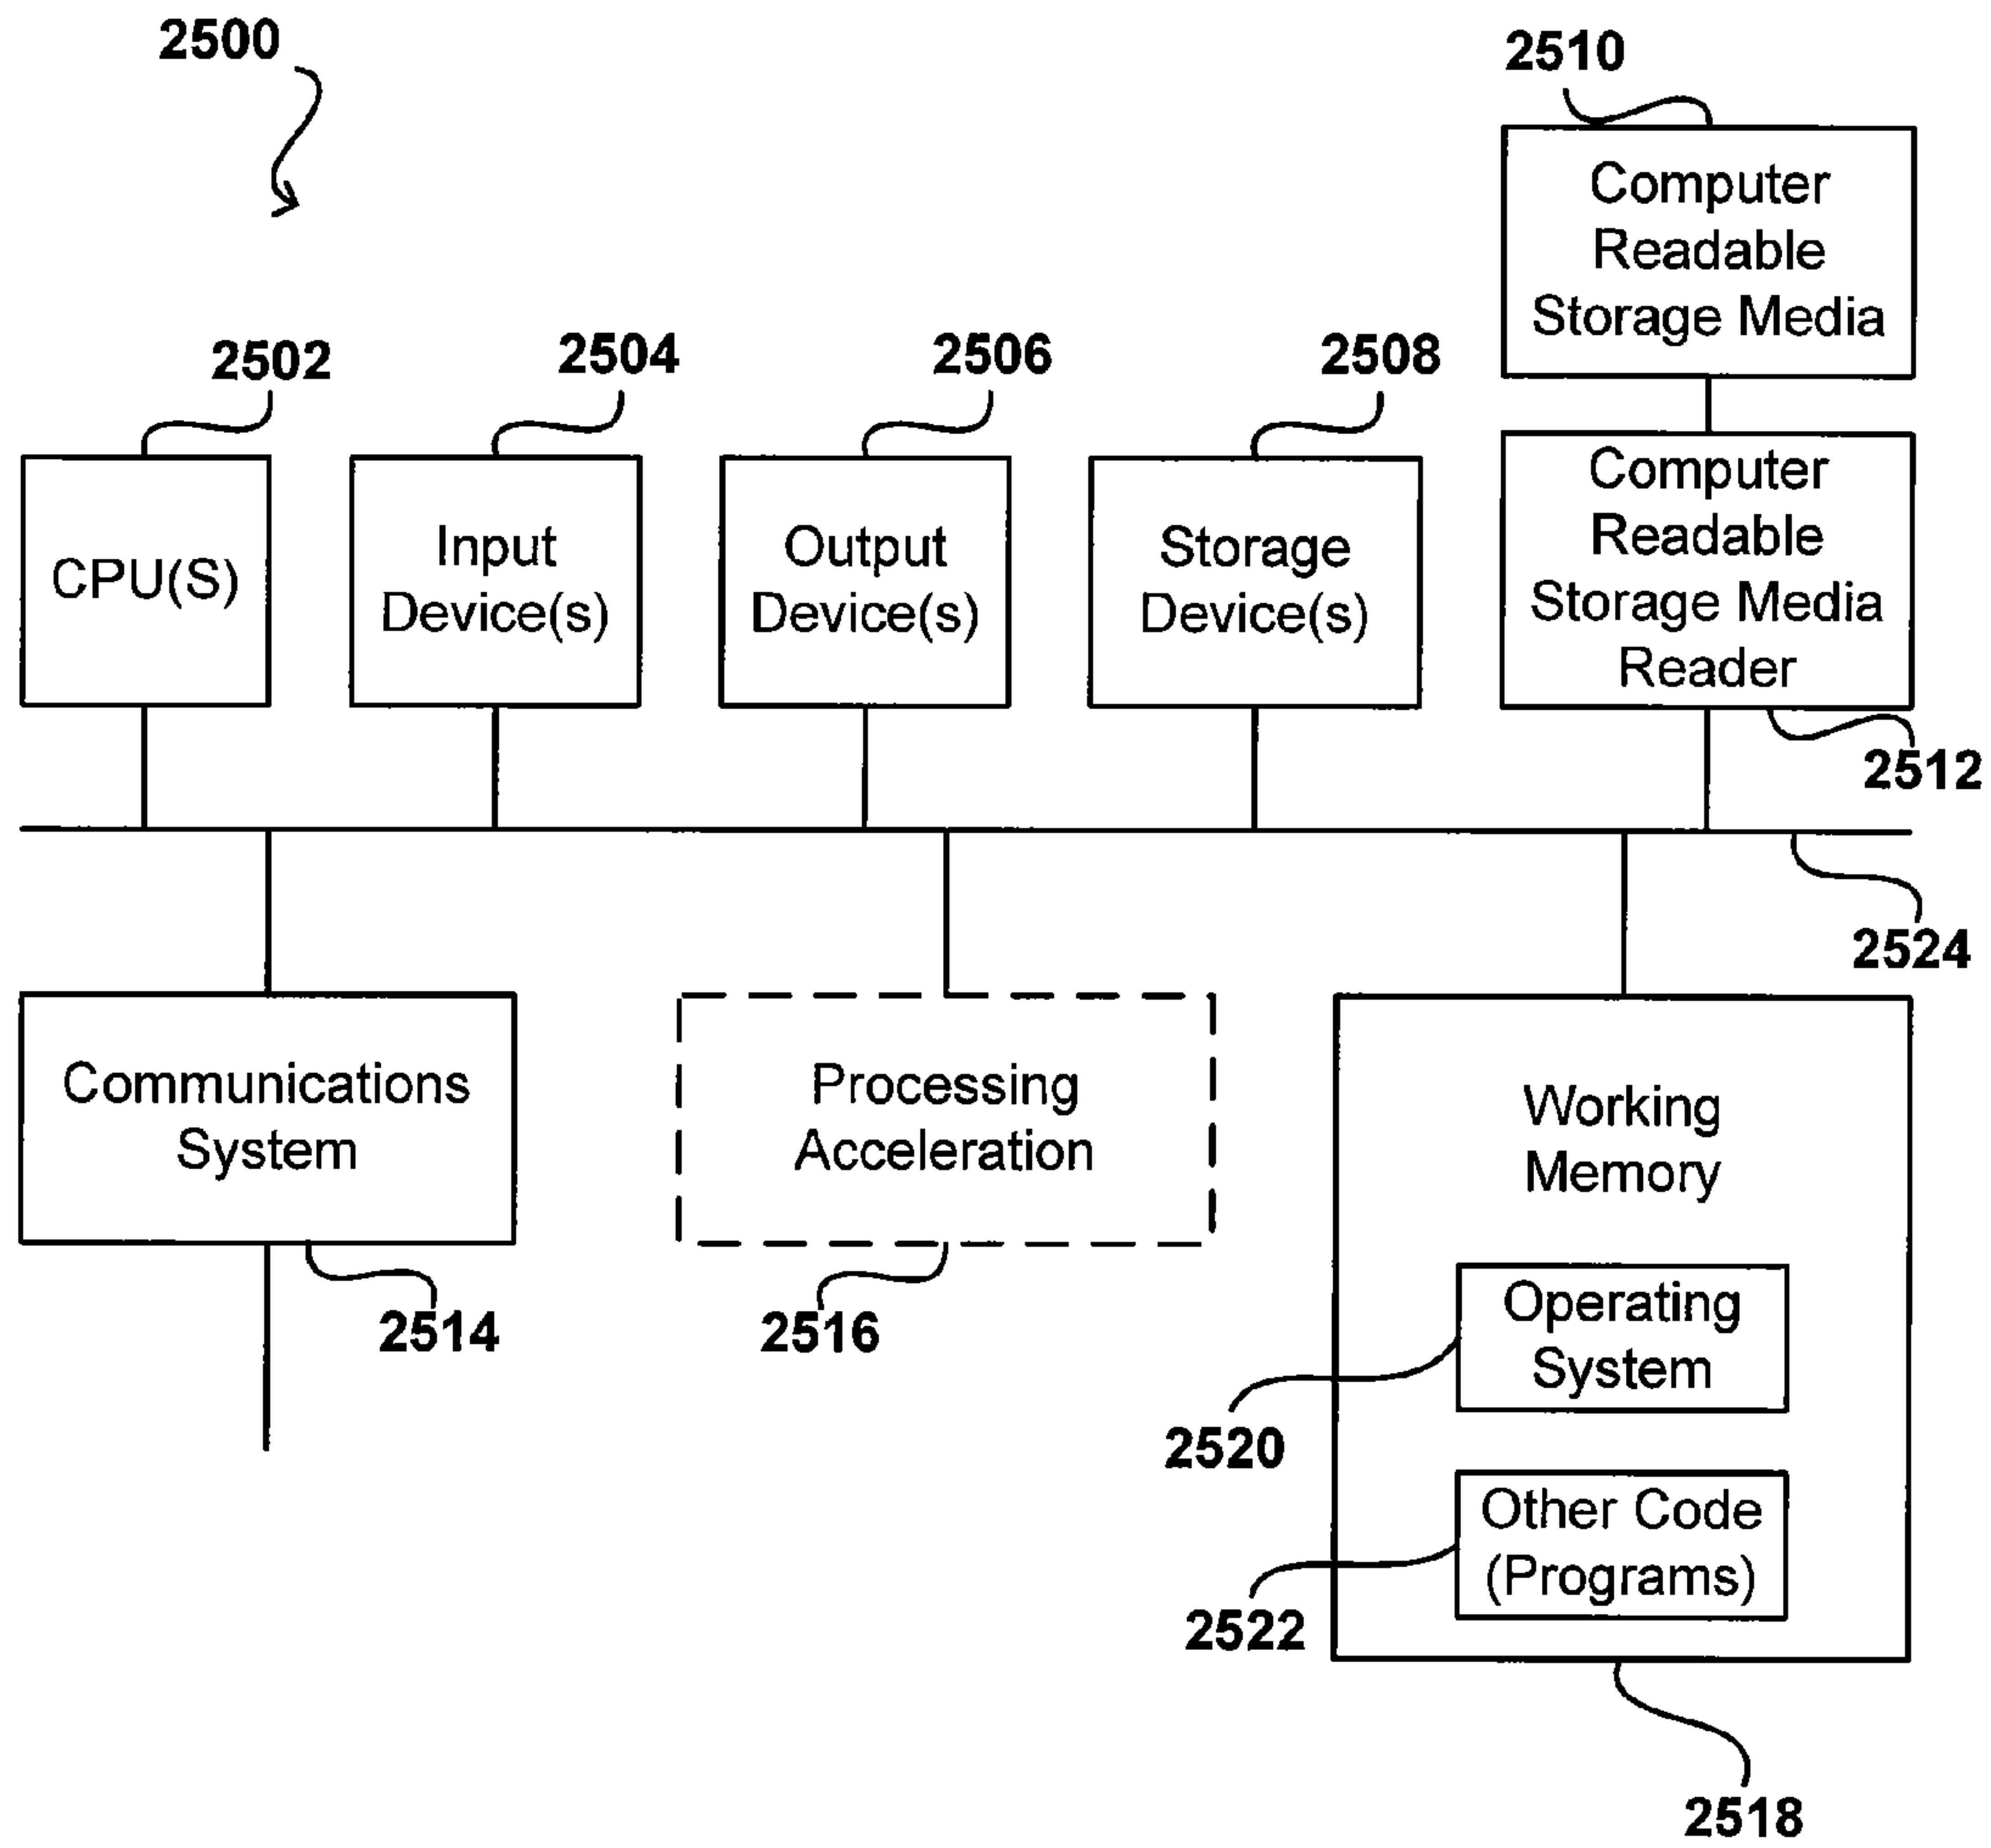 2500
2510
Computer
Readable
Storage Media
2502
2504
2506
2508
CPU(S)
Input
Device(s)
Output
Device(s)
Storage
Device(s)
Computer
Readable
Storage Media
Reader
2512
2524
Communications
System
2514
Processing
Acceleration
2516
Working
Memory
Operating
System
2520
Other Code
(Programs)
2522
2518